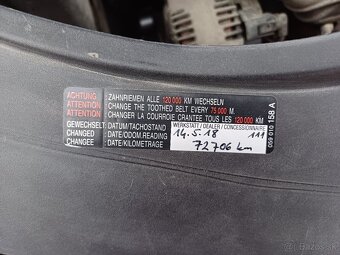 ACHTUNG ZAHNRIEMEN ALLE 120 000 KM WECHSELN
ATTENTION CHANGE THE TOOTHED BELT EVERY 75 000 M.
ATTENTION CHANGER LA COURROIE CRANTEE TOUS LES 120 000 KM
GEWECHSELT: DATUM/TACHOSTAND WERKSTATT / DEALER / CONCESSIONNAIRE
CHANGED: DATE/ODOM.READING 14.5.18 111
CHANGEE: DATE/KILOMETRAGE 72706 km
059 010 158 A